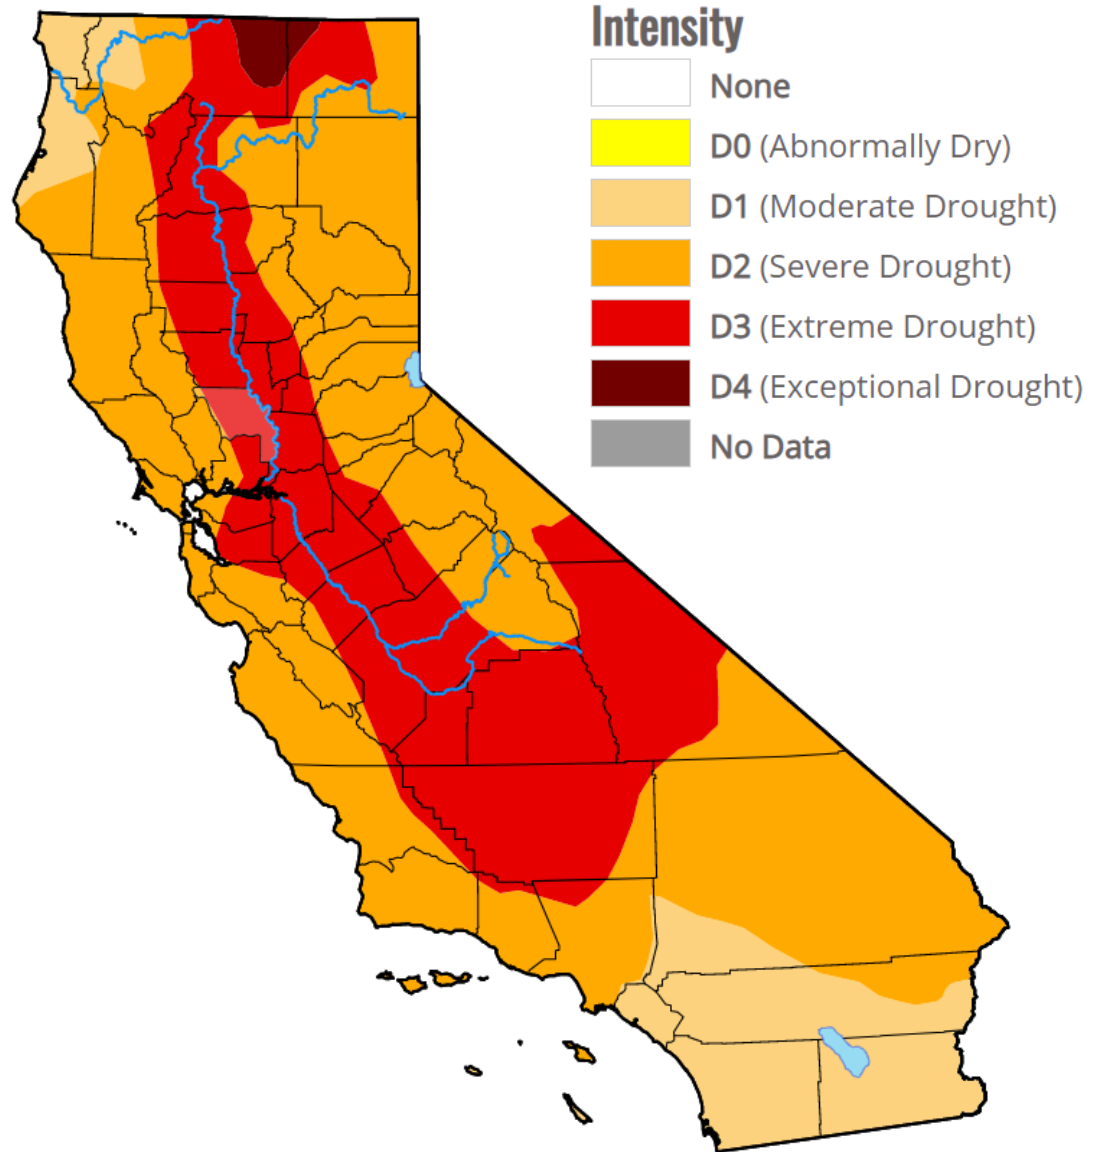 Intensity
None
D0 (Abnormally Dry)
D1 (Moderate Drought)
D2 (Severe Drought)
D3 (Extreme Drought)
D4 (Exceptional Drought)
No Data